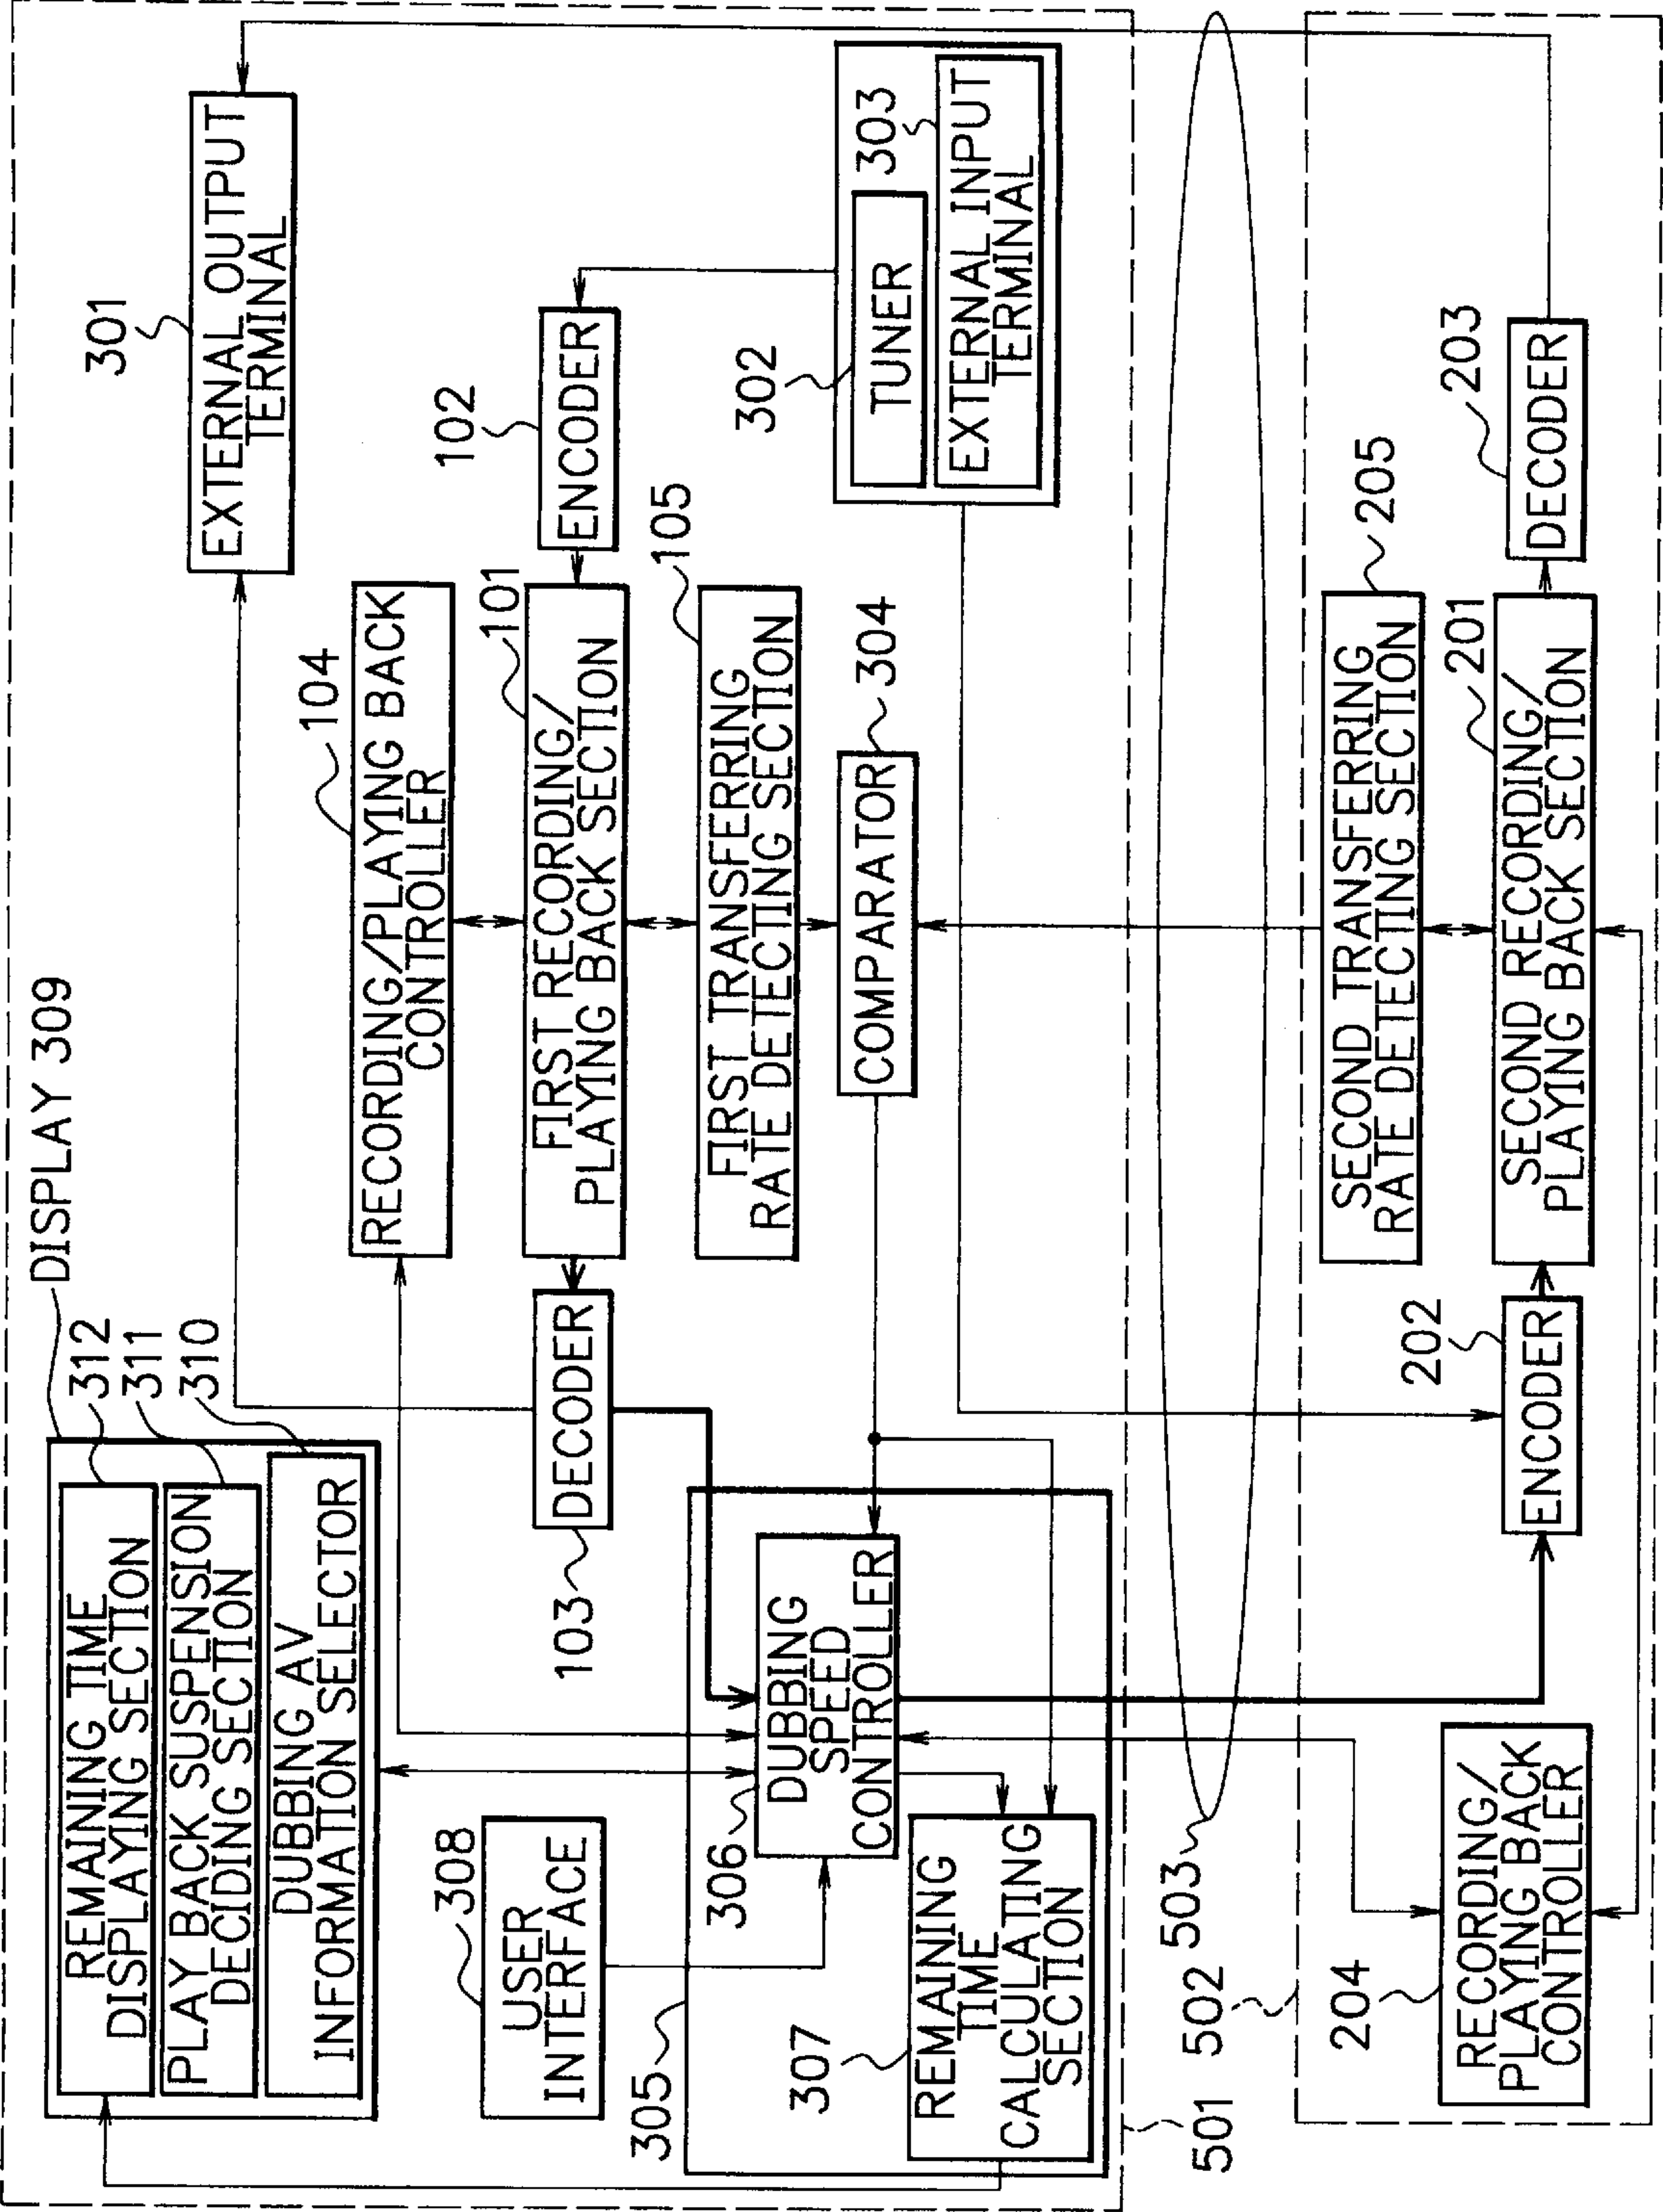 DISPLAY 309
312
311
310
REMAINING TIME
DISPLAYING SECTION
PLAY BACK SUSPENSION
DECIDING SECTION
DUBBING AV
INFORMATION SELECTOR
301
EXTERNAL OUTPUT
TERMINAL
104
RECORDING/PLAYING BACK
CONTROLLER
308
USER
INTERFACE
103
DECODER
101
FIRST RECORDING/
PLAYING BACK SECTION
102
ENCODER
105
FIRST TRANSFERRING
RATE DETECTING SECTION
305
306
DUBBING
SPEED
CONTROLLER
304
COMPARATOR
302
TUNER
303
EXTERNAL INPUT
TERMINAL
307
REMAINING
TIME
CALCULATING
SECTION
501
503
502
204
RECORDING/
PLAYING BACK
CONTROLLER
202
ENCODER
205
SECOND TRANSFERRING
RATE DETECTING SECTION
201
SECOND RECORDING/
PLAYING BACK SECTION
203
DECODER